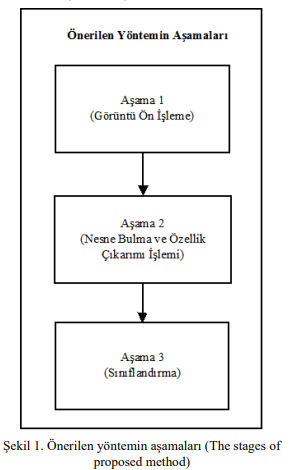 Önerilen Yöntemin Aşamaları
Aşama 1
(Görüntü Ön İşleme)
Aşama 2
(Nesne Bulma ve Özellik
Çıkarımı İşlemi)
Aşama 3
(Sınıflandırma)
Şekil 1. Önerilen yöntemin aşamaları (The stages of
proposed method)